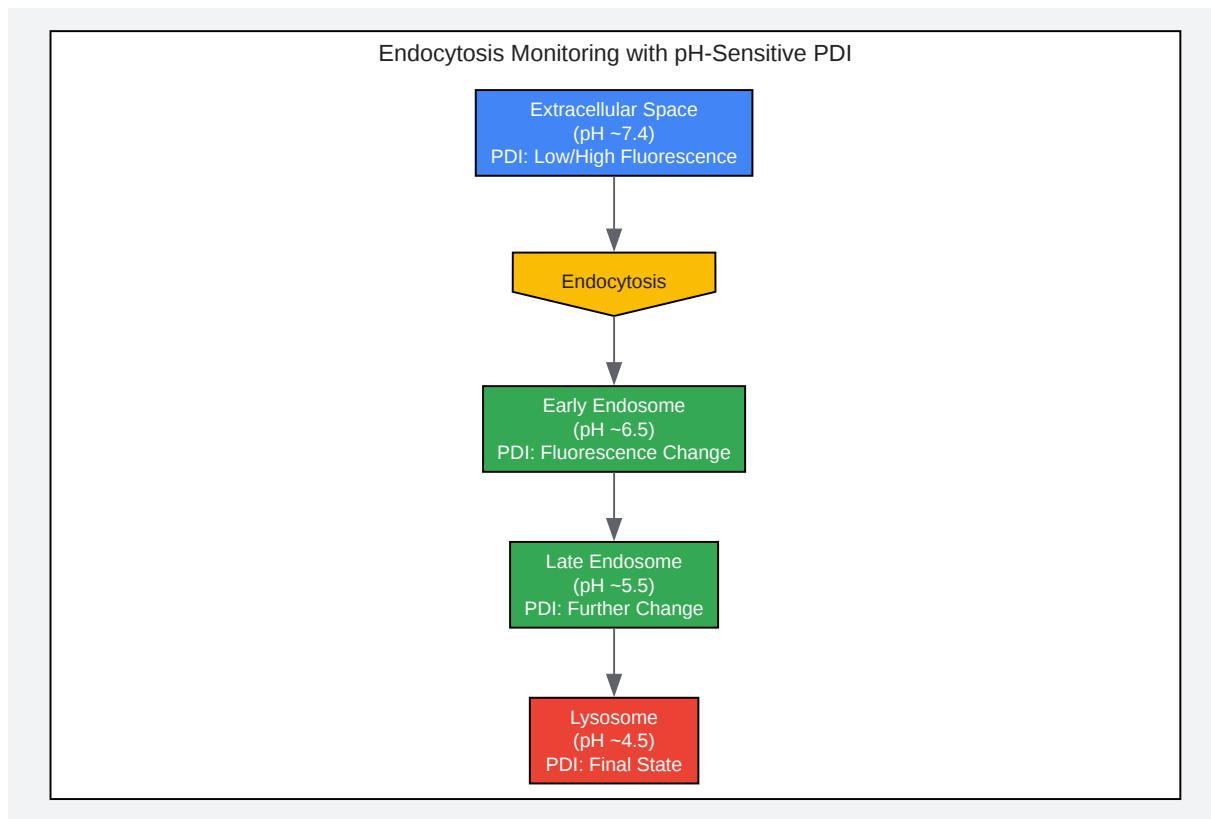 Endocytosis Monitoring with pH-Sensitive PDI
Extracellular Space
(pH ~7.4)
PDI: Low/High Fluorescence
Endocytosis
Early Endosome
(pH ~6.5)
PDI: Fluorescence Change
Late Endosome
(pH ~5.5)
PDI: Further Change
Lysosome
(pH ~4.5)
PDI: Final State